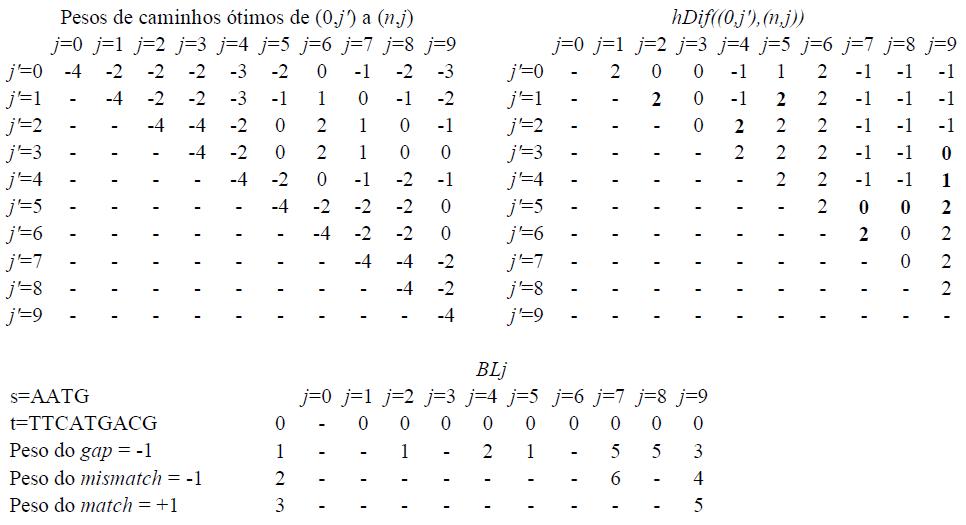 Pesos de caminhos ótimos de (0,j') a (n,j) hDif((0,j'),(n,j))
j=0 j=1 j=2 j=3 j=4 j=5 j=6 j=7 j=8 j=9 j=0 j=1 j=2 j=3 j=4 j=5 j=6 j=7 j=8 j=9
j'=0 -4 -2 -2 -2 -3 -2 0 -1 -2 -3 j'=0 - 2 0 0 -1 1 2 -1 -1 -1
j'=1 - -4 -2 -2 -3 -1 1 0 -1 -2 j'=1 - - 2 0 -1 2 2 -1 -1 -1
j'=2 - - -4 -4 -2 0 2 1 0 -1 j'=2 - - - 0 2 2 2 -1 -1 -1
j'=3 - - - -4 -2 0 2 1 0 0 j'=3 - - - - 2 2 2 -1 -1 0
j'=4 - - - - -4 -2 0 -1 -2 -1 j'=4 - - - - - 2 2 -1 -1 1
j'=5 - - - - - -4 -2 -2 -2 0 j'=5 - - - - - - 2 0 0 2
j'=6 - - - - - - -4 -2 -2 0 j'=6 - - - - - - - 2 0 2
j'=7 - - - - - - - -4 -4 -2 j'=7 - - - - - - - - 0 2
j'=8 - - - - - - - - -4 -2 j'=8 - - - - - - - - - 2
j'=9 - - - - - - - - - -4 j'=9 - - - - - - - - - -
BLj
s=AATG j=0 j=1 j=2 j=3 j=4 j=5 j=6 j=7 j=8 j=9
t=TTCATGACG 0 - 0 0 0 0 0 0 0 0 0
Peso do gap = -1 1 - - 1 - 2 1 - 5 5 3
Peso do mismatch = -1 2 - - - - - - - 6 - 4
Peso do match = +1 3 - - - - - - - - - 5